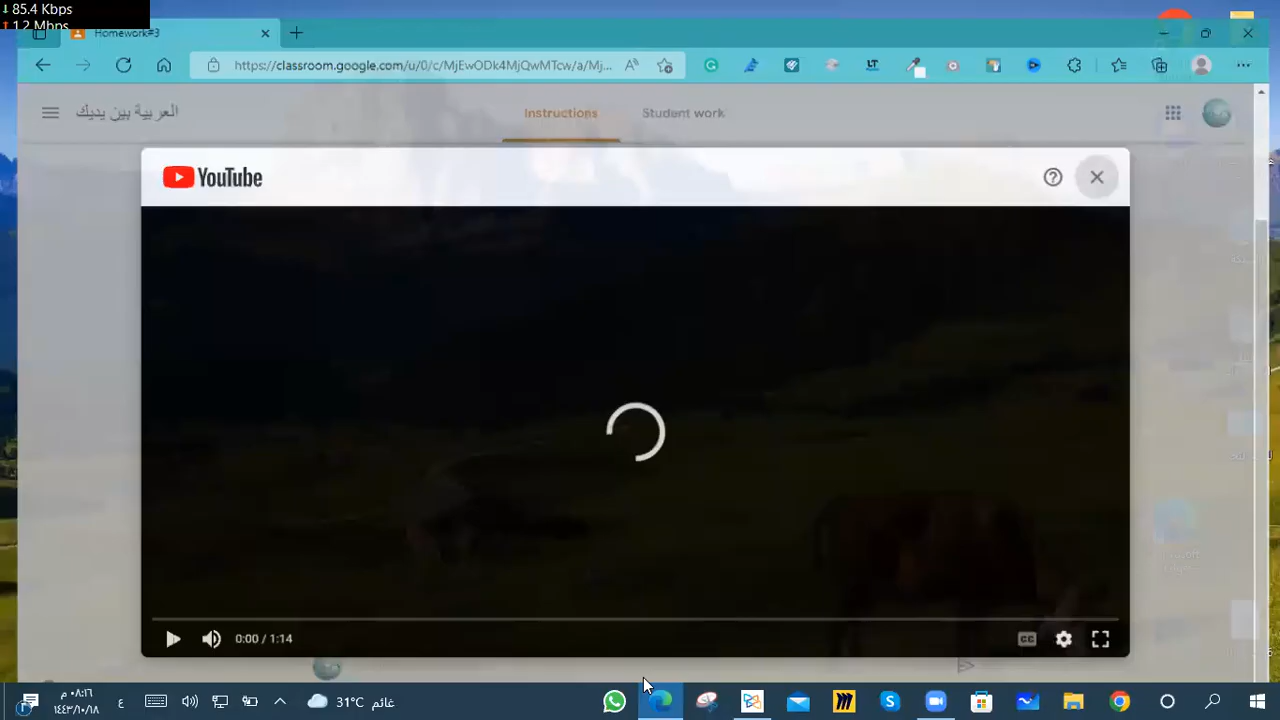 ↓ 85.4 Kbps
↑ 1.2 Mbps
Homework#3
https://classroom.google.com/u/0/c/MjEwODk4MjQwMTcw/a/Mj...
العربية بين يديك
Instructions
Student work
YouTube
0:00 / 1:14
CC
٠٨:١٦ م
١٤٤٣/١٠/١٨
ع
31°C غائم